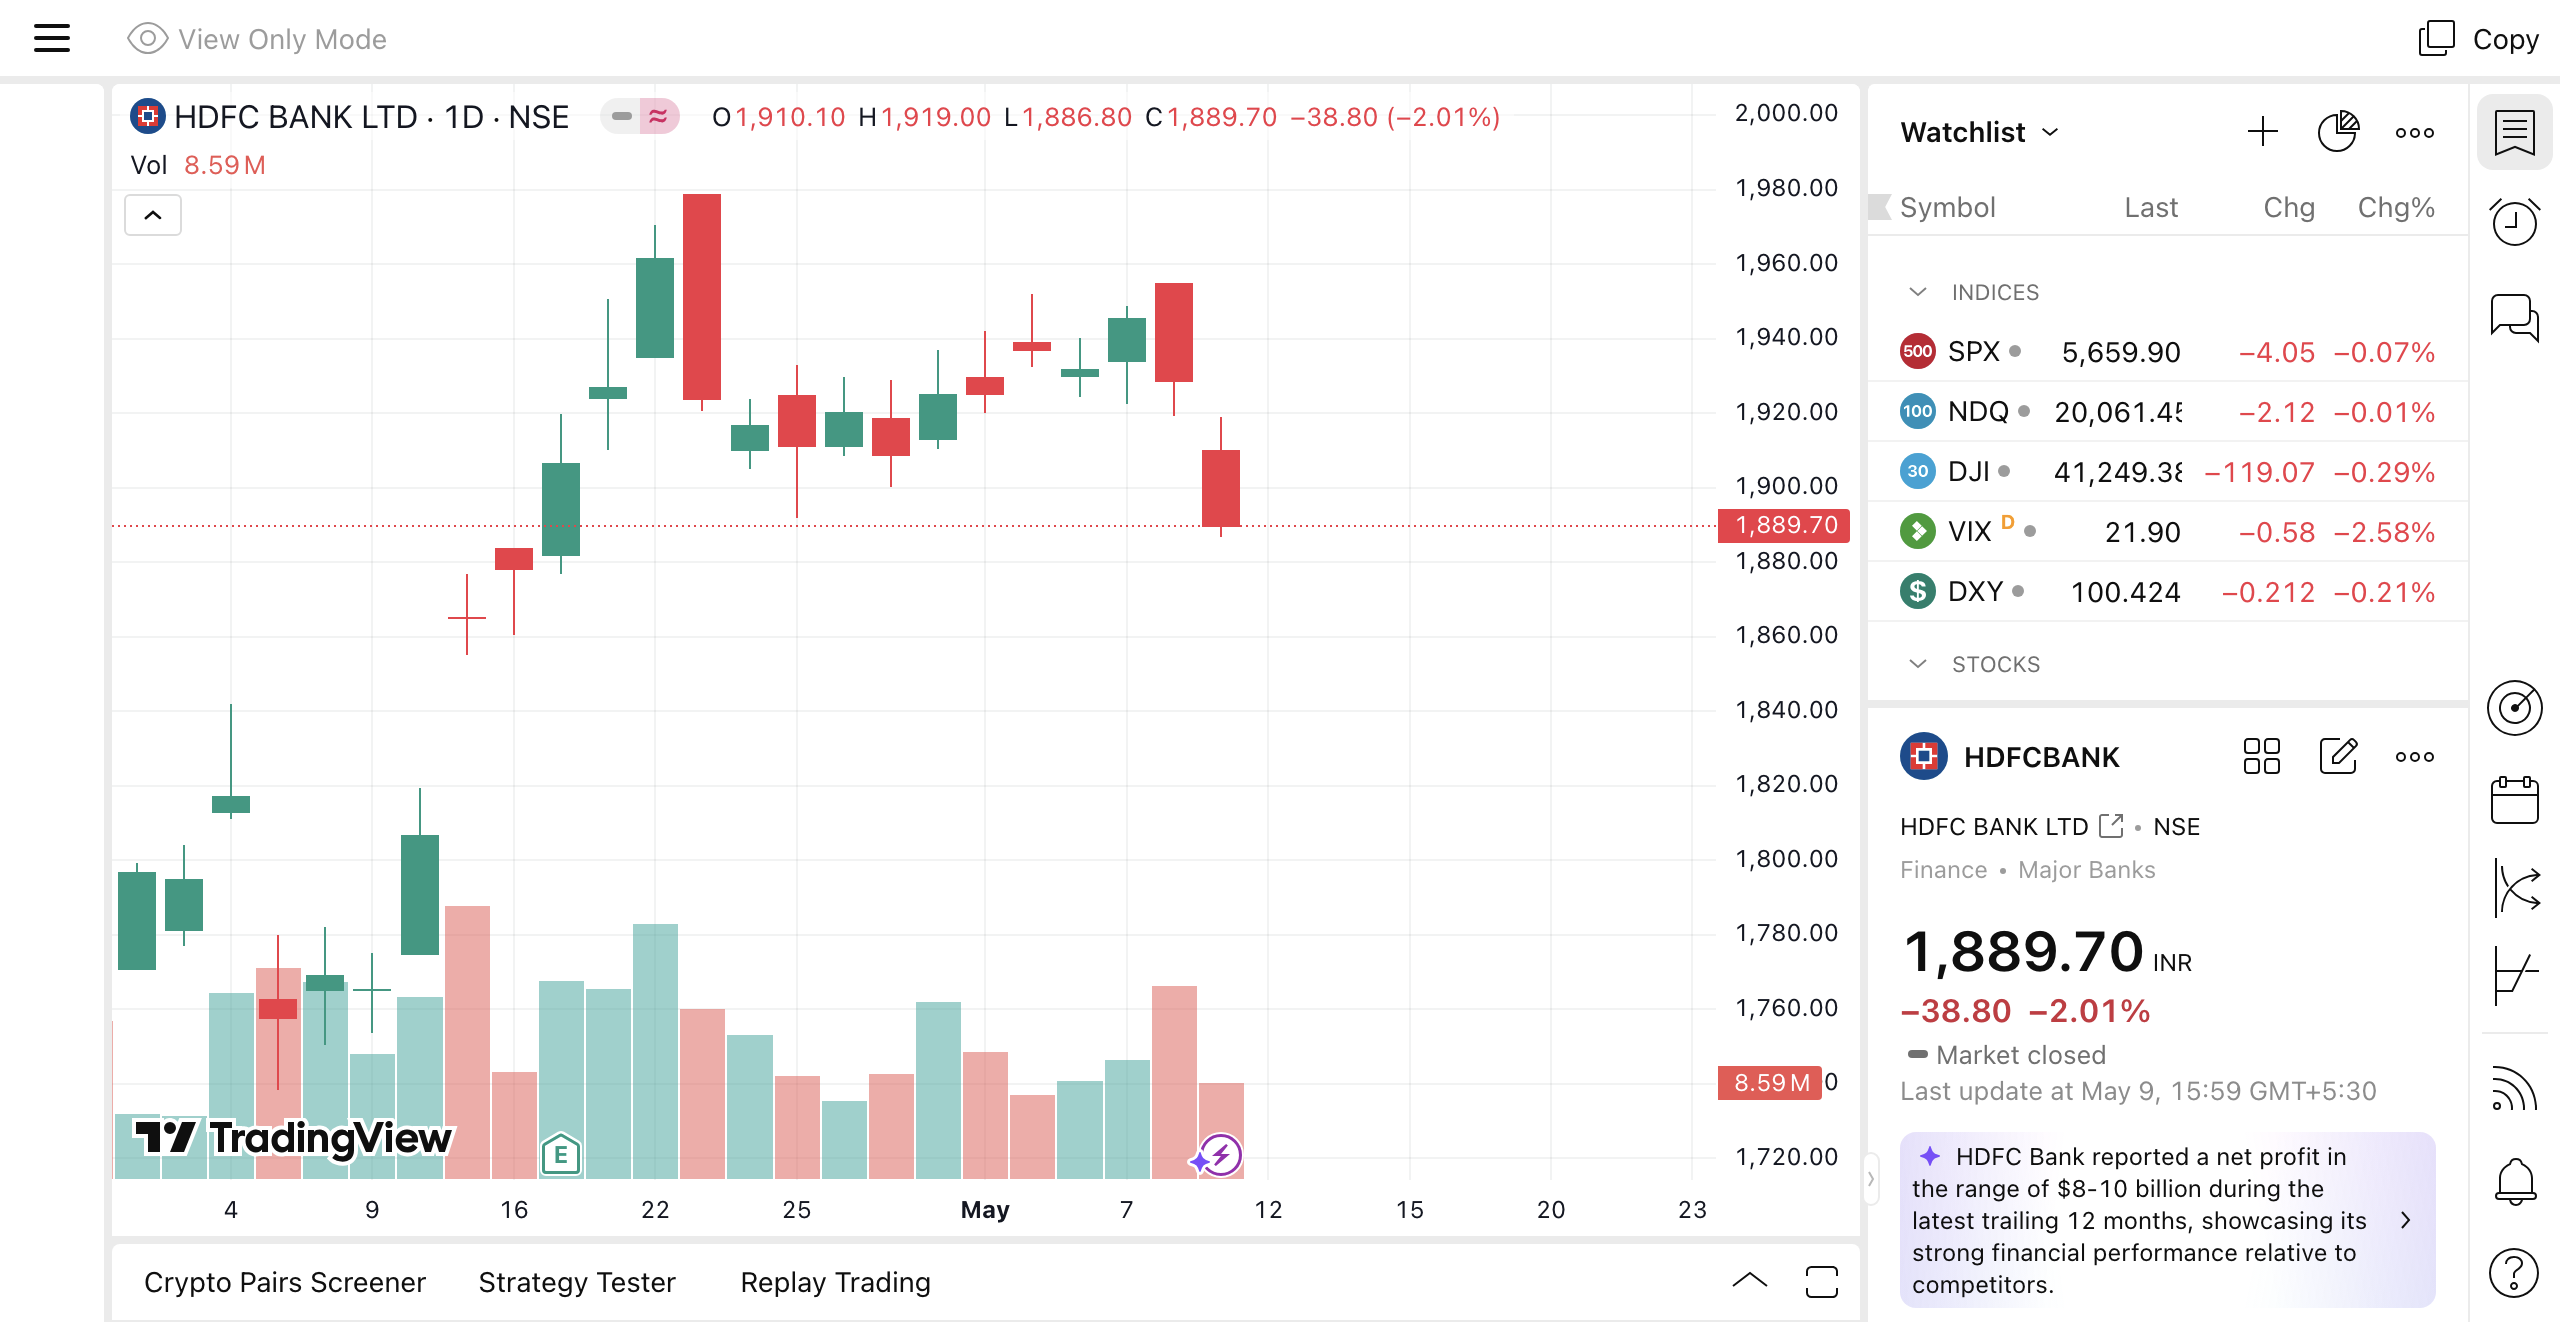 View Only Mode
Copy
HDFC BANK LTD · 1D · NSE O1,910.10 H1,919.00 L1,886.80 C1,889.70 −38.80 (−2.01%)
Vol 8.59 M
2,000.00
1,980.00
1,960.00
1,940.00
1,920.00
1,900.00
1,889.70
1,880.00
1,860.00
1,840.00
1,820.00
1,800.00
1,780.00
1,760.00
8.59 M 0
1,720.00
TradingView
E
4 9 16 22 25 May 7 12 15 20 23
Crypto Pairs Screener Strategy Tester Replay Trading
Watchlist
Symbol Last Chg Chg%
INDICES
500 SPX 5,659.90 −4.05 −0.07%
100 NDQ 20,061.45 −2.12 −0.01%
30 DJI 41,249.38 −119.07 −0.29%
VIX D 21.90 −0.58 −2.58%
$ DXY 100.424 −0.212 −0.21%
STOCKS
HDFCBANK
HDFC BANK LTD • NSE
Finance • Major Banks
1,889.70 INR
−38.80 −2.01%
Market closed
Last update at May 9, 15:59 GMT+5:30
HDFC Bank reported a net profit in
the range of $8-10 billion during the
latest trailing 12 months, showcasing its
strong financial performance relative to
competitors.